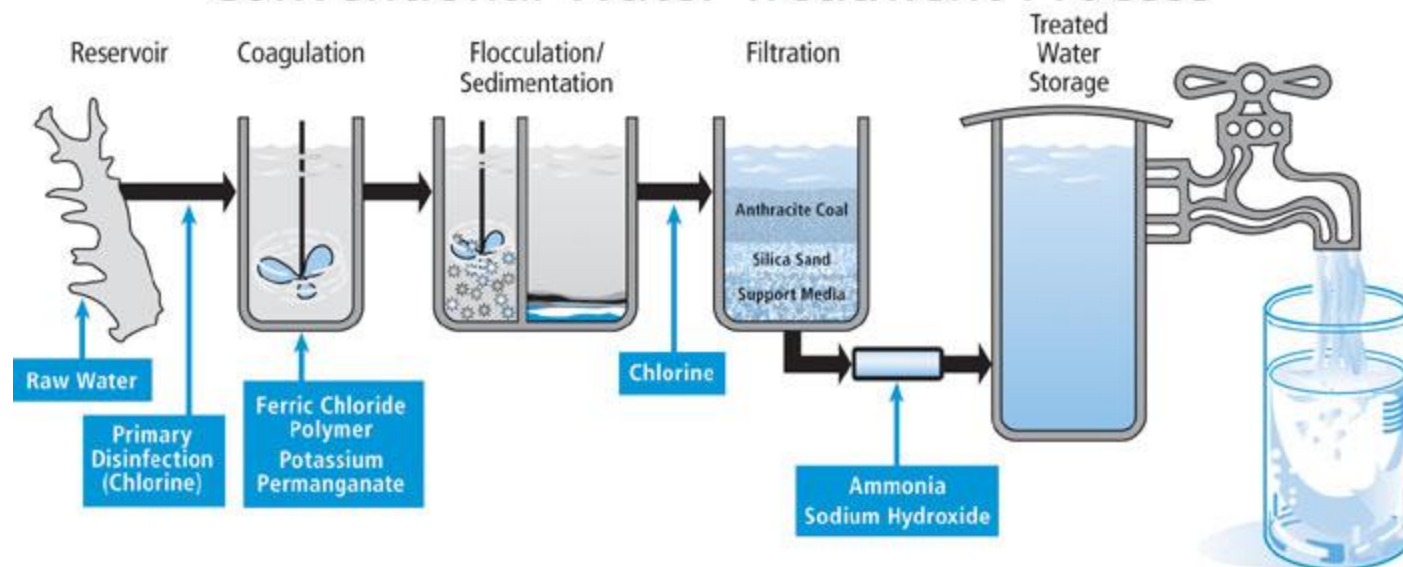 Reservoir
Coagulation
Flocculation/
Sedimentation
Filtration
Treated
Water
Storage
Anthracite Coal
Silica Sand
Support Media
Raw Water
Primary
Disinfection
(Chlorine)
Ferric Chloride
Polymer
Potassium
Permanganate
Chlorine
Ammonia
Sodium Hydroxide